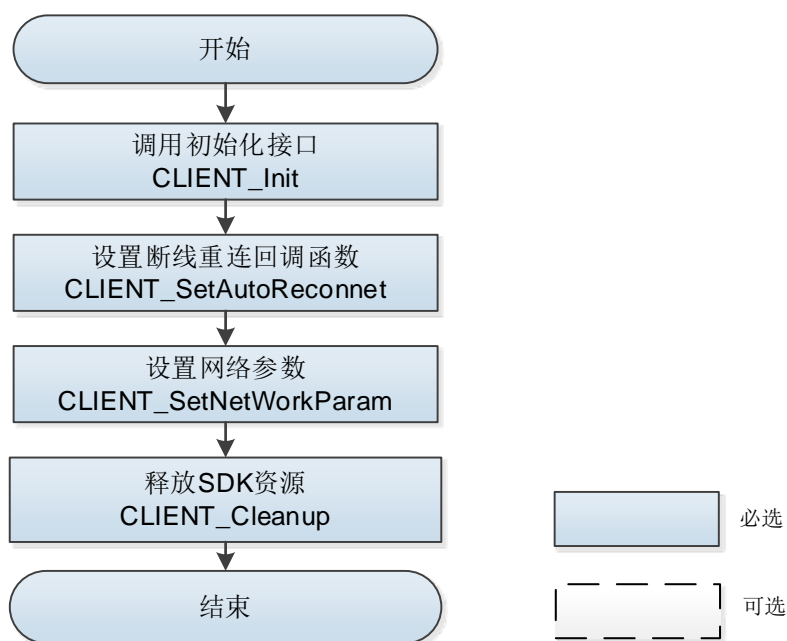 开始
调用初始化接口
CLIENT_Init
设置断线重连回调函数
CLIENT_SetAutoReconnet
设置网络参数
CLIENT_SetNetWorkParam
释放SDK资源
CLIENT_Cleanup
结束
必选
可选